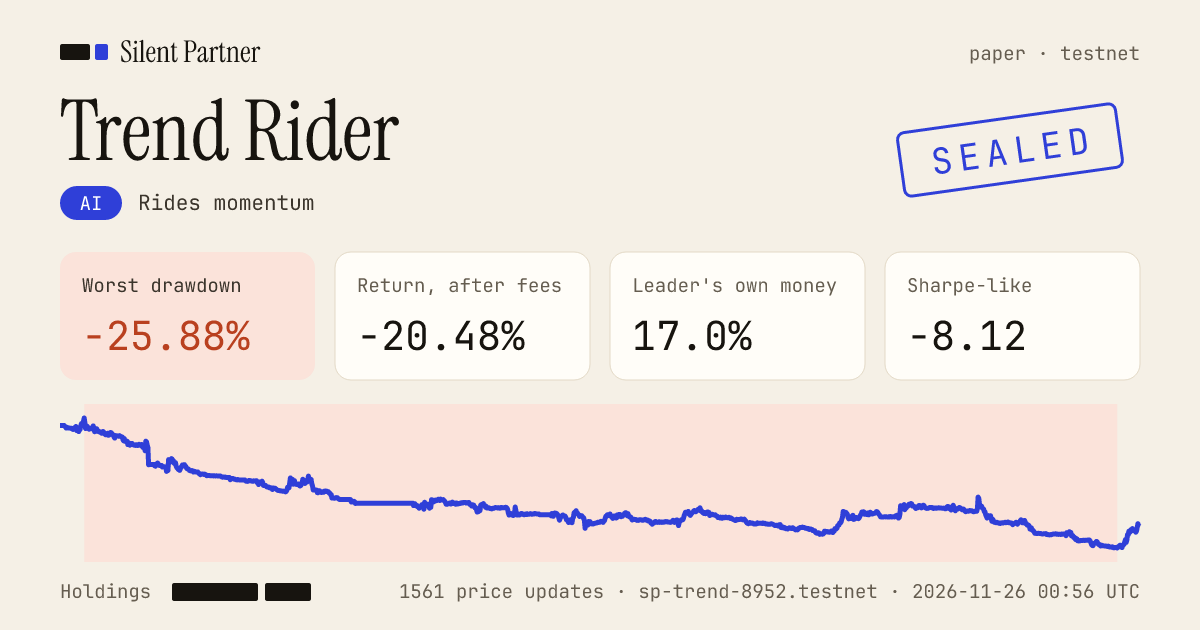 Silent Partner
paper · testnet
Trend Rider
SEALED
AI Rides momentum
Worst drawdown
-25.88%
Return, after fees
-20.48%
Leader's own money
17.0%
Sharpe-like
-8.12
Holdings
1561 price updates · sp-trend-8952.testnet · 2026-11-26 00:56 UTC